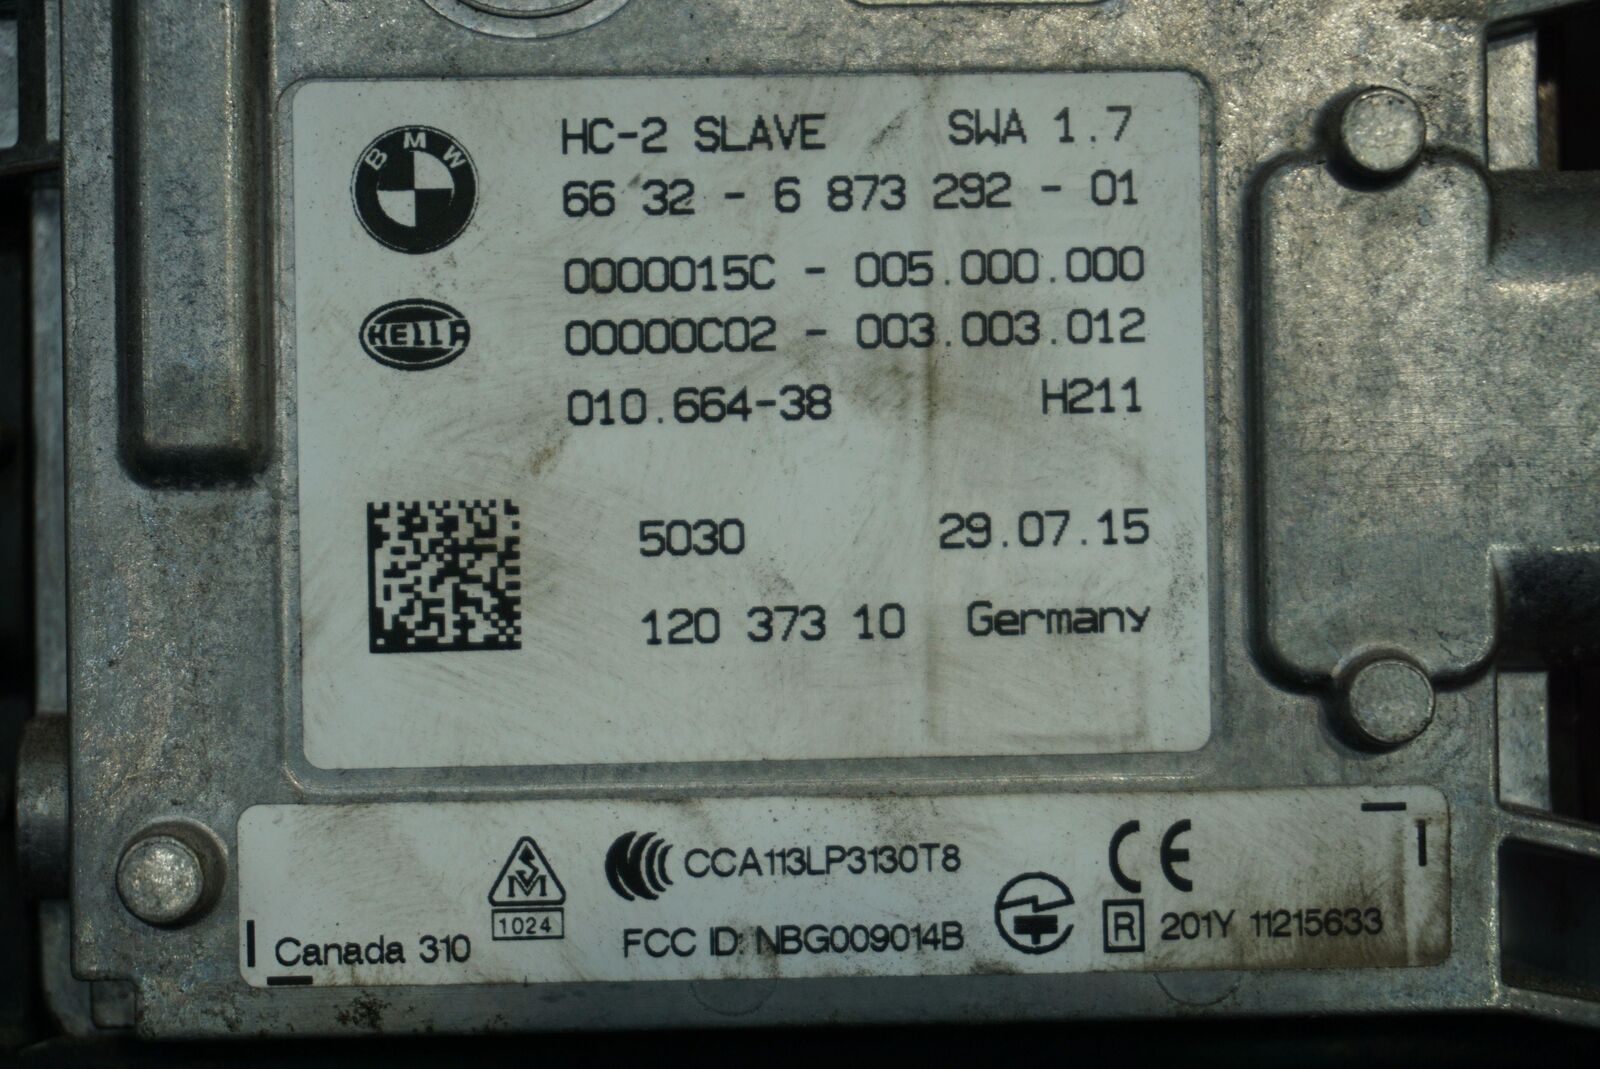 BMW
HC-2 SLAVE SWA 1.7
66 32 - 6 873 292 - 01
0000015C - 005.000.000
HELLA
00000C02 - 003.003.012
010.664-38 H211
5030 29.07.15
120 373 10 Germany
CCA113LP3130T8 CE
1024
Canada 310 FCC ID: NBG009014B R 201Y 11215633